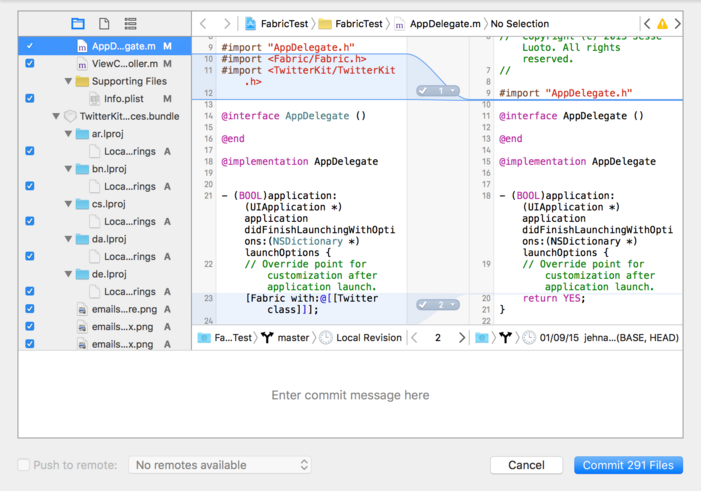 FabricTest FabricTest AppDelegate.m No Selection
AppD...gate.m M
ViewC...oller.m M
Supporting Files
Info.plist M
TwitterKit...ces.bundle
ar.lproj
Loca...rings A
bn.lproj
Loca...rings A
cs.lproj
Loca...rings A
da.lproj
Loca...rings A
de.lproj
Loca...rings A
emails...re.png A
emails...x.png A
emails...x.png A
8
9 #import "AppDelegate.h"
10 #import <Fabric/Fabric.h>
11 #import <TwitterKit/TwitterKit
.h>
12
13
14 @interface AppDelegate ()
15
16 @end
17
18 @implementation AppDelegate
19
20
21 - (BOOL)application:
(UIApplication *)
application
didFinishLaunchingWithOpti
ons:(NSDictionary *)
launchOptions {
22 // Override point for
customization after
application launch.
23 [Fabric with:@[[Twitter
class]]];
24
1
2
// Copyright (c) 2015 Jesse
Luoto. All rights
reserved.
7 //
8
9 #import "AppDelegate.h"
10
11 @interface AppDelegate ()
12
13 @end
14
15 @implementation AppDelegate
16
17
18 - (BOOL)application:
(UIApplication *)
application
didFinishLaunchingWithOpti
ons:(NSDictionary *)
launchOptions {
19 // Override point for
customization after
application launch.
20 return YES;
21 }
22
Fa...Test master Local Revision 2 01/09/15 jehna...(BASE, HEAD)
Enter commit message here
Push to remote: No remotes available Cancel Commit 291 Files